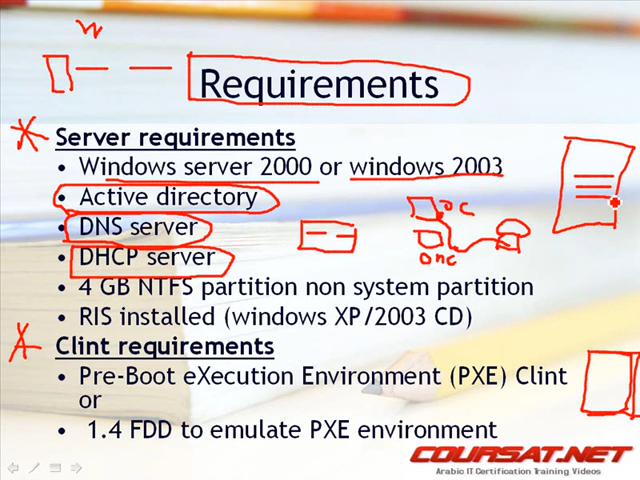 Requirements
Server requirements
• Windows server 2000 or windows 2003
• Active directory
• DNS server
• DHCP server
• 4 GB NTFS partition non system partition
• RIS installed (windows XP/2003 CD)
Clint requirements
• Pre-Boot eXecution Environment (PXE) Clint
or
• 1.4 FDD to emulate PXE environment
COURSAT.NET
Arabic IT Certification Training Videos